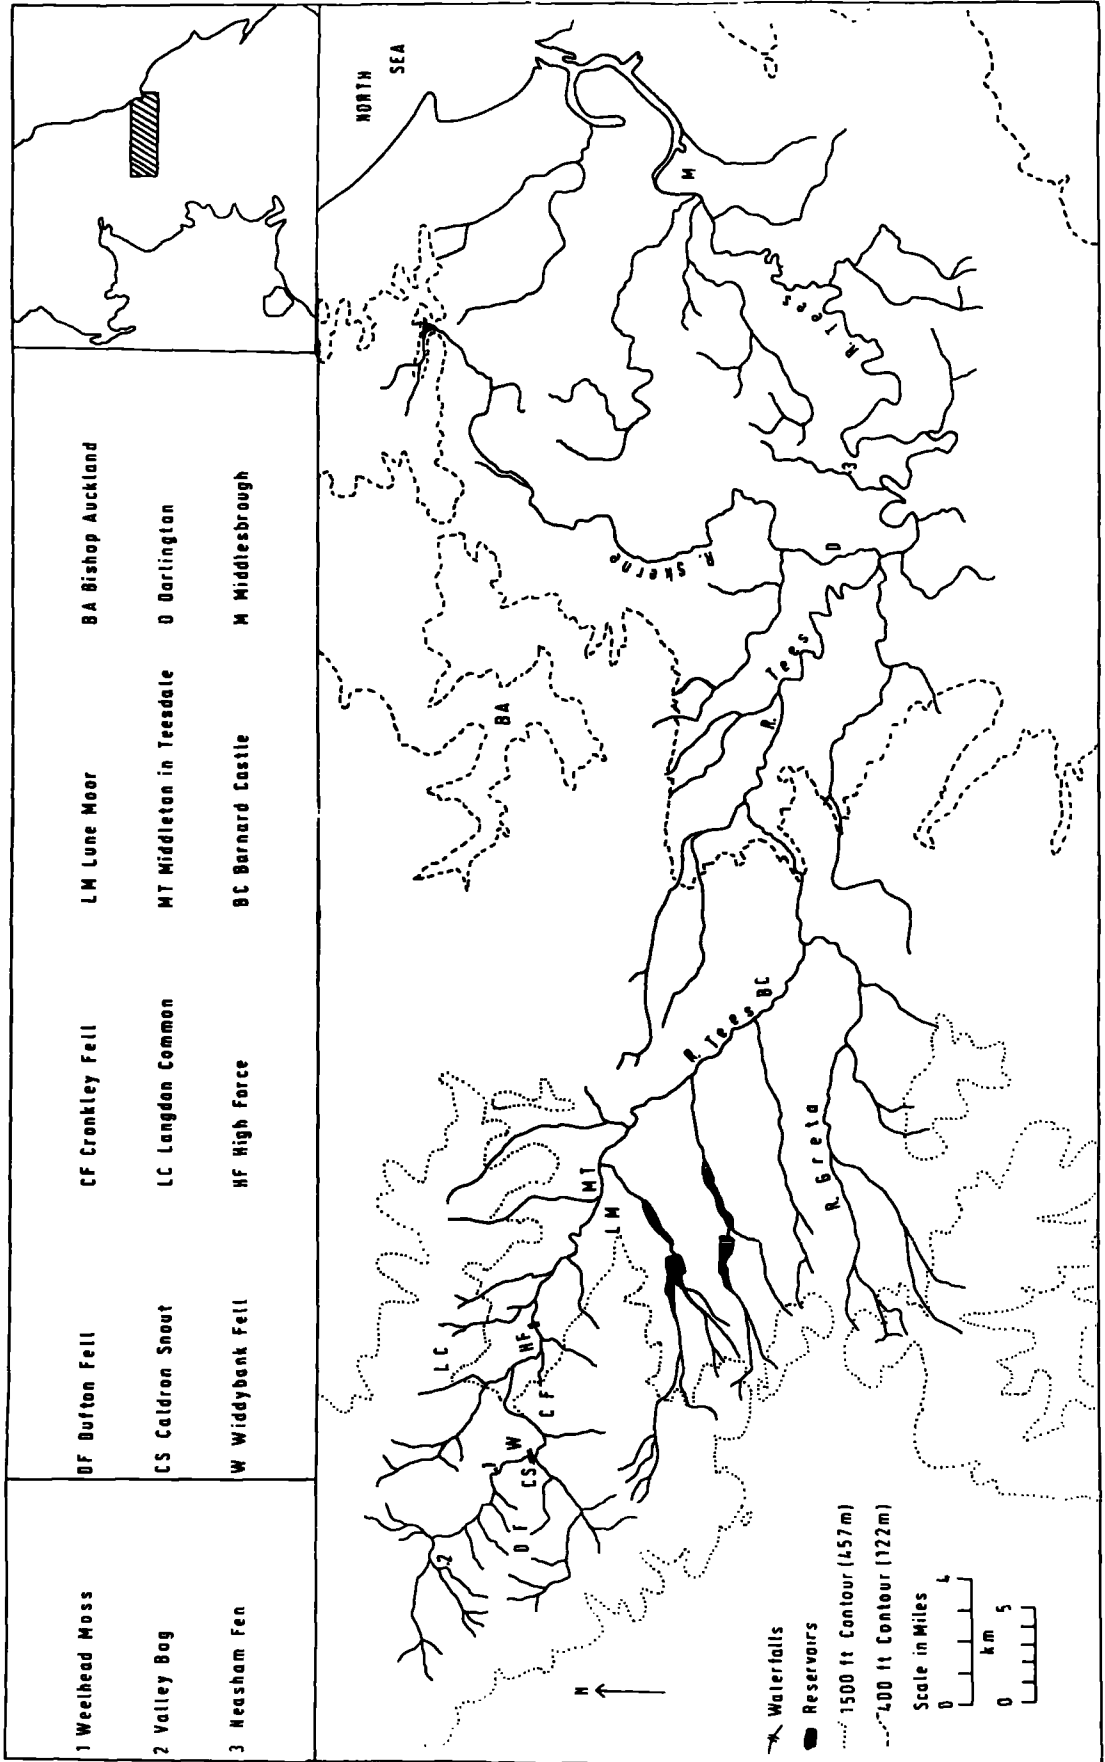 1 Weelhead Moss
2 Valley Bog
3 Neasham Fen
DF Dufton Fell
CS Caldron Snout
W Widdybank Fell
CF Cronkley Fell
LC Langdon Common
HF High Force
LM Lune Moor
MT Middleton in Teesdale
BC Barnard Castle
BA Bishop Auckland
D Darlington
M Middlesbrough
NORTH
SEA
BA
R. Skerne
M
R. Tees
3
D
R. Tees
R. Tees
BC
R. Greta
MT
LM
LC
HF
CF
W
CS
1
DF
2
N
Waterfalls
Reservoirs
1500 ft Contour (457m)
400 ft Contour (122m)
Scale in Miles
0 4
km
0 5